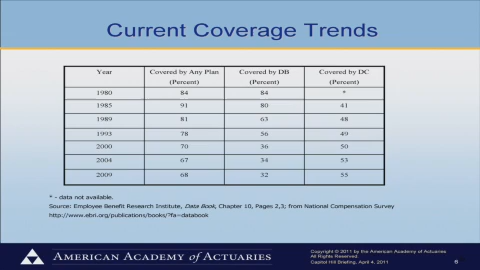 Current Coverage Trends
Year Covered by Any Plan (Percent) Covered by DB (Percent) Covered by DC (Percent)
1980 84 84 *
1985 91 80 41
1989 81 63 48
1993 78 56 49
2000 70 36 50
2004 67 34 53
2009 68 32 55
* - data not available.
Source: Employee Benefit Research Institute, Data Book, Chapter 10, Pages 2,3; from National Compensation Survey
http://www.ebri.org/publications/books/?fa=databook
AMERICAN ACADEMY of ACTUARIES
Copyright © 2011 by the American Academy of Actuaries
All Rights Reserved.
Capitol Hill Briefing, April 4, 2011
6